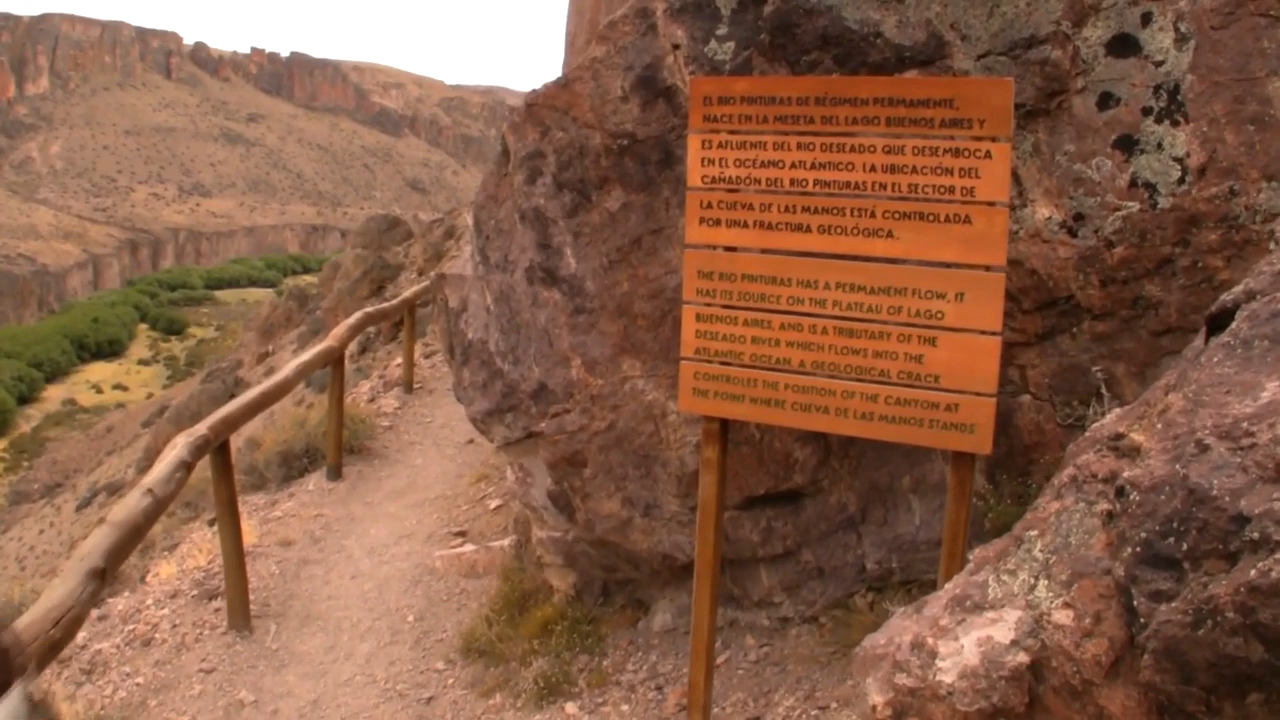 EL RIO PINTURAS DE RÉGIMEN PERMANENTE,
NACE EN LA MESETA DEL LAGO BUENOS AIRES Y
ES AFLUENTE DEL RIO DESEADO QUE DESEMBOCA
EN EL OCÉANO ATLÁNTICO. LA UBICACIÓN DEL
CAÑADÓN DEL RIO PINTURAS EN EL SECTOR DE
LA CUEVA DE LAS MANOS ESTÁ CONTROLADA
POR UNA FRACTURA GEOLÓGICA.
THE RIO PINTURAS HAS A PERMANENT FLOW, IT
HAS ITS SOURCE ON THE PLATEAU OF LAGO
BUENOS AIRES, AND IS A TRIBUTARY OF THE
DESEADO RIVER WHICH FLOWS INTO THE
ATLANTIC OCEAN. A GEOLOGICAL CRACK
CONTROLES THE POSITION OF THE CANYON AT
THE POINT WHERE CUEVA DE LAS MANOS STANDS